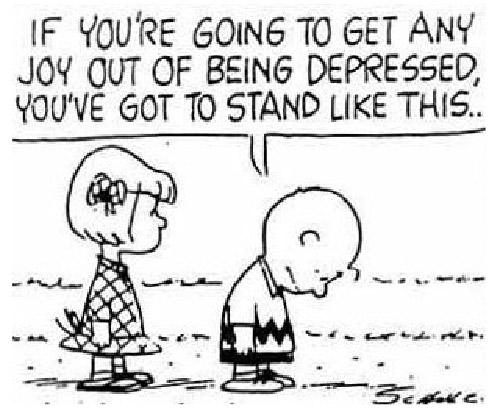 IF YOU'RE GOING TO GET ANY
JOY OUT OF BEING DEPRESSED,
YOU'VE GOT TO STAND LIKE THIS..